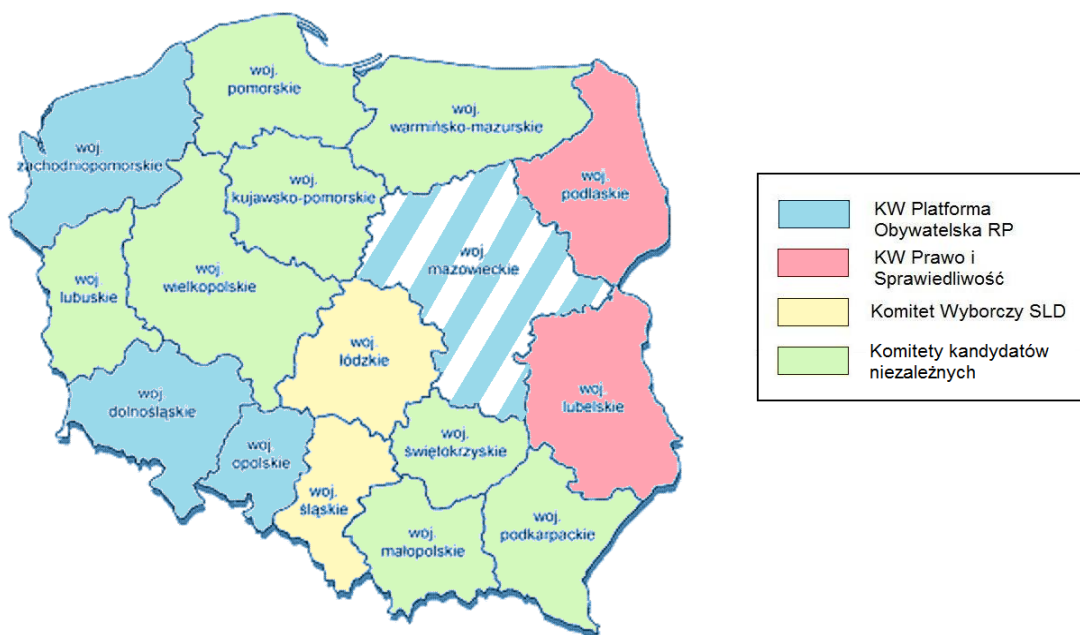 woj.
pomorskie
woj.
warmińsko-mazurskie
woj.
zachodniopomorskie
woj.
podlaskie
woj.
kujawsko-pomorskie
woj.
mazowieckie
woj.
lubuskie
woj.
wielkopolskie
woj.
łódzkie
woj.
dolnośląskie
woj.
lubelskie
woj.
opolskie
woj.
świętokrzyskie
woj.
śląskie
woj.
małopolskie
woj.
podkarpackie
KW Platforma
Obywatelska RP
KW Prawo i
Sprawiedliwość
Komitet Wyborczy SLD
Komitety kandydatów
niezależnych